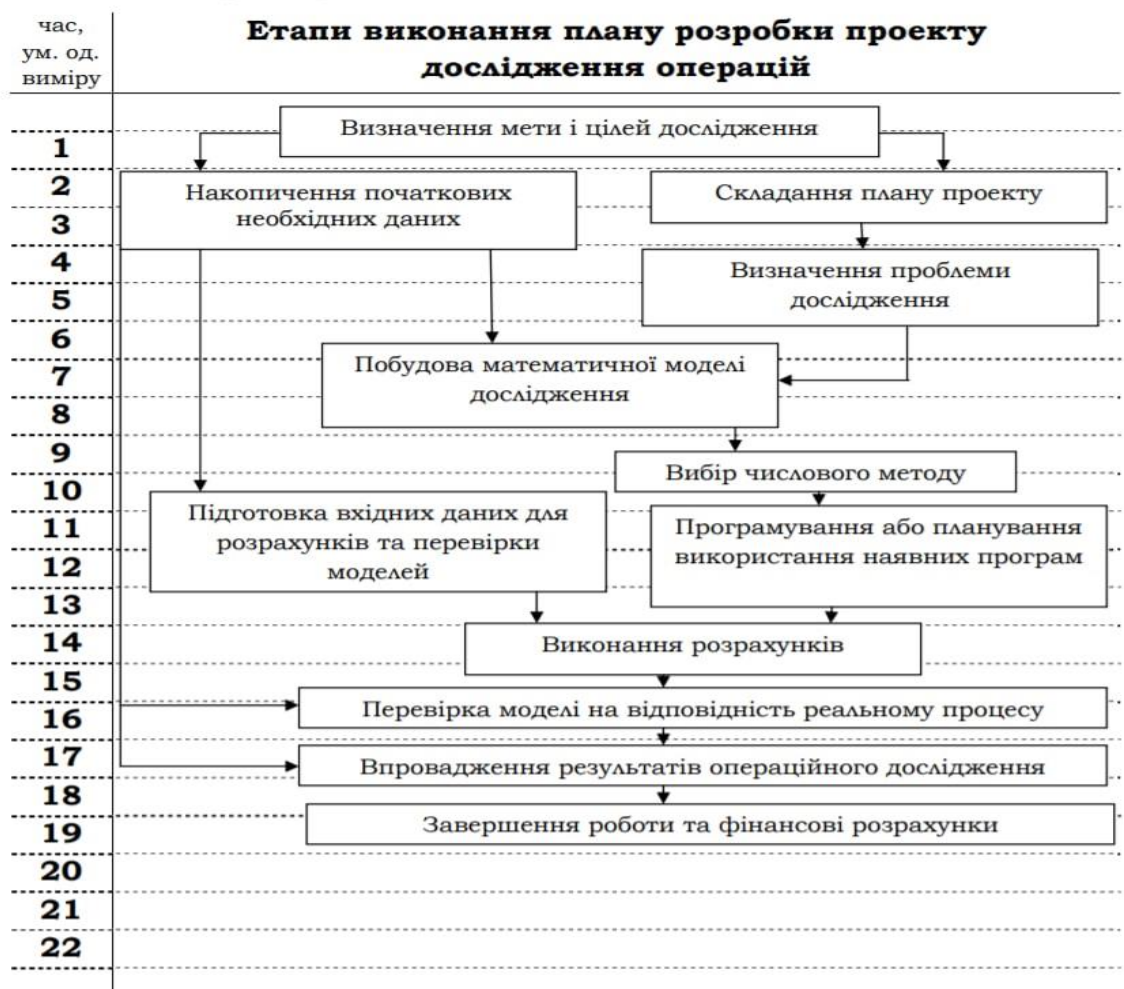 час,
ум. од.
виміру
Етапи виконання плану розробки проекту
дослідження операцій
1
Визначення мети і цілей дослідження
2
Накопичення початкових
необхідних даних
Складання плану проекту
3
4
Визначення проблеми
дослідження
5
6
7
Побудова математичної моделі
дослідження
8
9
Вибір числового методу
10
Підготовка вхідних даних для
розрахунків та перевірки
моделей
Програмування або планування
використання наявних програм
11
12
13
14
Виконання розрахунків
15
16
Перевірка моделі на відповідність реальному процесу
17
Впровадження результатів операційного дослідження
18
19
Завершення роботи та фінансові розрахунки
20
21
22